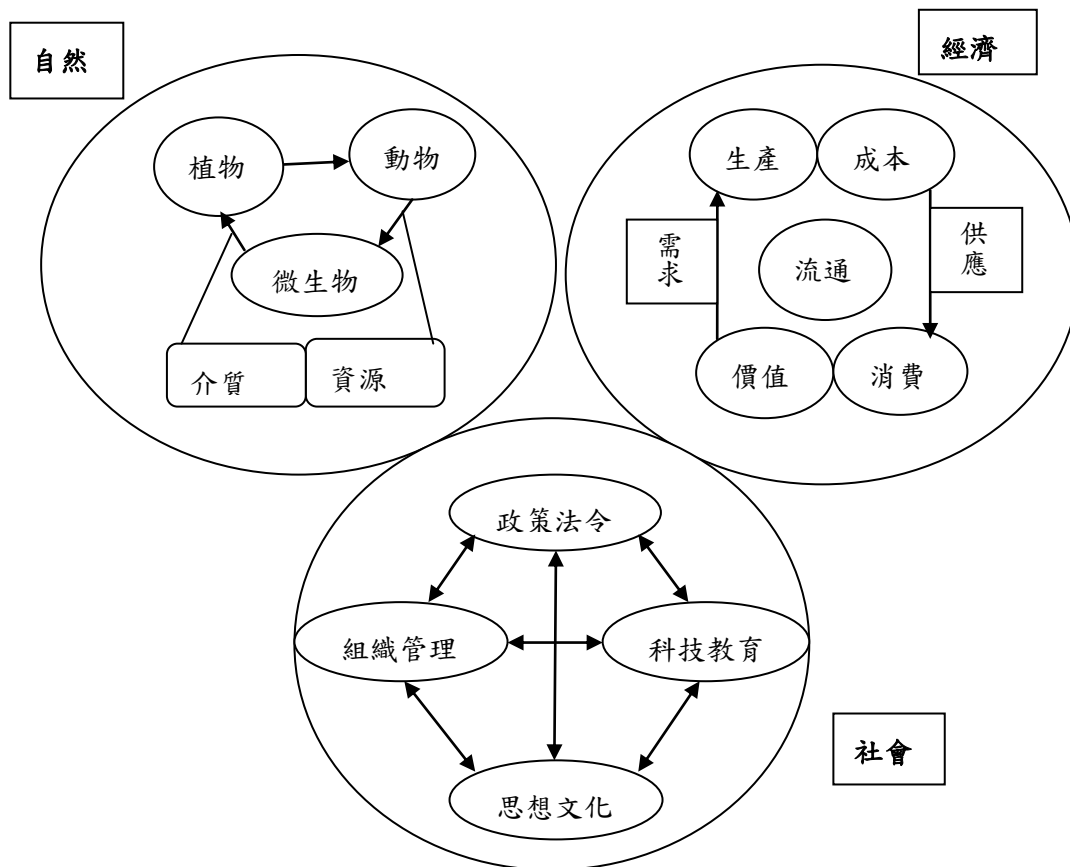 自然
經濟
植物
動物
微生物
介質
資源
生產
成本
需求
流通
供應
價值
消費
政策法令
組織管理
科技教育
思想文化
社會